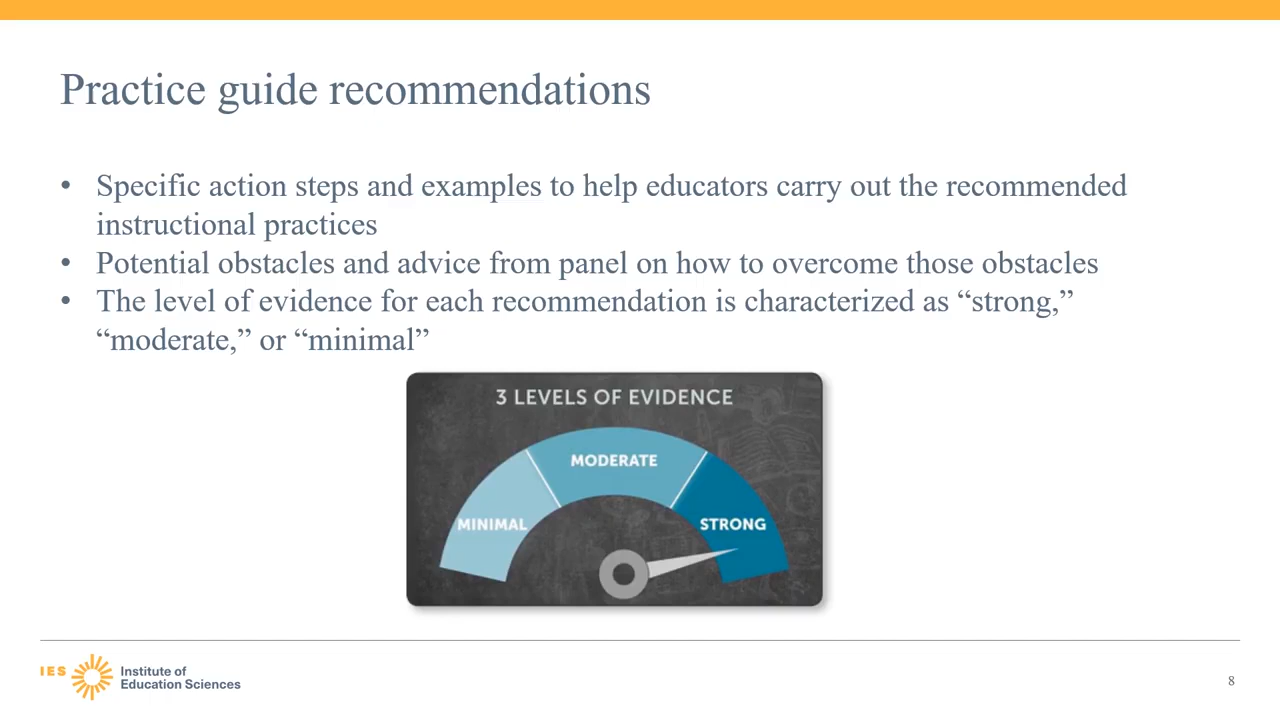 Practice guide recommendations
• Specific action steps and examples to help educators carry out the recommended
instructional practices
• Potential obstacles and advice from panel on how to overcome those obstacles
• The level of evidence for each recommendation is characterized as “strong,”
“moderate,” or “minimal”
3 LEVELS OF EVIDENCE
MODERATE
MINIMAL
STRONG
IES
Institute of
Education Sciences
8